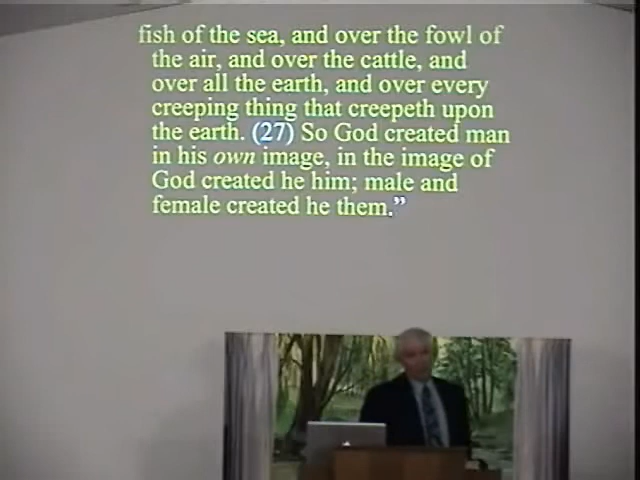 fish of the sea, and over the fowl of
the air, and over the cattle, and
over all the earth, and over every
creeping thing that creepeth upon
the earth. (27) So God created man
in his own image, in the image of
God created he him; male and
female created he them.”